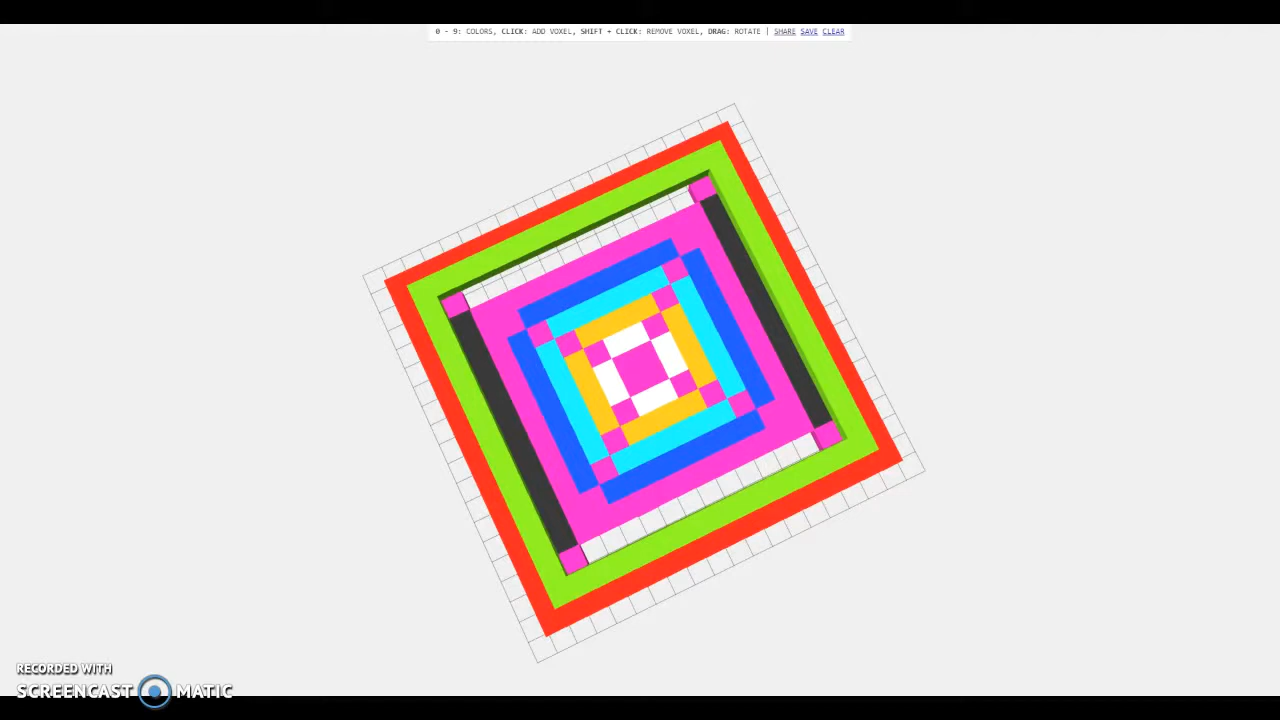 0 - 9: COLORS, CLICK: ADD VOXEL, SHIFT + CLICK: REMOVE VOXEL, DRAG: ROTATE | SHARE SAVE CLEAR
RECORDED WITH
SCREENCAST MATIC